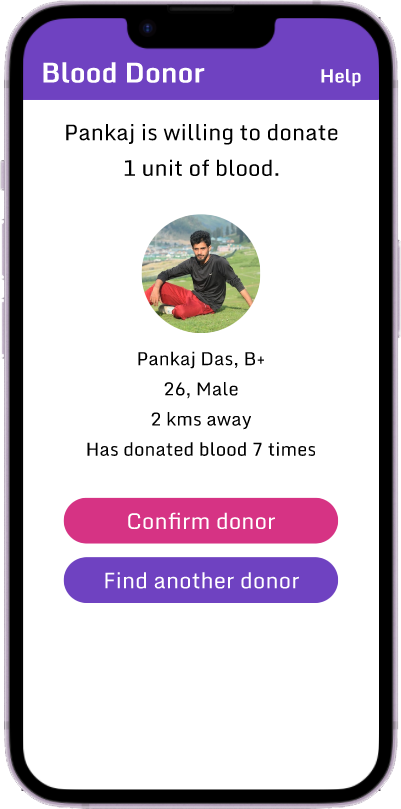 Blood Donor
Help
Pankaj is willing to donate
1 unit of blood.
Pankaj Das, B+
26, Male
2 kms away
Has donated blood 7 times
Confirm donor
Find another donor